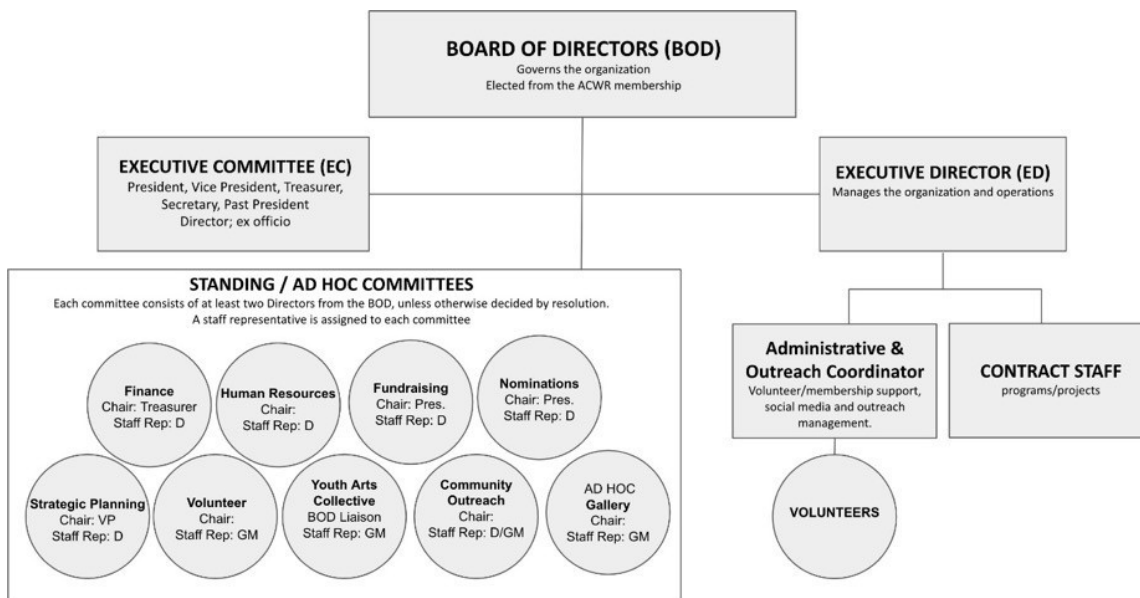 BOARD OF DIRECTORS (BOD)
Governs the organization
Elected from the ACWR membership
EXECUTIVE COMMITTEE (EC)
President, Vice President, Treasurer,
Secretary, Past President
Director; ex officio
EXECUTIVE DIRECTOR (ED)
Manages the organization and operations
STANDING / AD HOC COMMITTEES
Each committee consists of at least two Directors from the BOD, unless otherwise decided by resolution.
A staff representative is assigned to each committee
Finance
Chair: Treasurer
Staff Rep: D
Human Resources
Chair:
Staff Rep: D
Fundraising
Chair: Pres.
Staff Rep: D
Nominations
Chair: Pres.
Staff Rep: D
Strategic Planning
Chair: VP
Staff Rep: D
Volunteer
Chair:
Staff Rep: GM
Youth Arts
Collective
BOD Liaison
Staff Rep: GM
Community
Outreach
Chair:
Staff Rep: D/GM
AD HOC
Gallery
Chair:
Staff Rep: GM
Administrative &
Outreach Coordinator
Volunteer/membership support,
social media and outreach
management.
CONTRACT STAFF
programs/projects
VOLUNTEERS